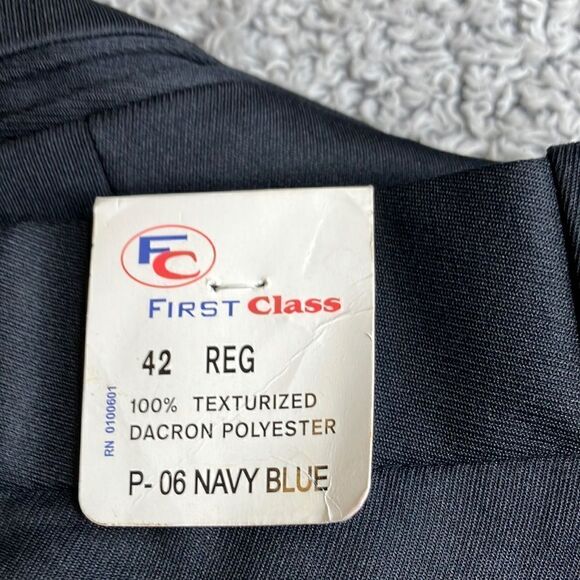 FC
FIRST Class
42 REG
100% TEXTURIZED
DACRON POLYESTER
P- 06 NAVY BLUE
RN 0100601